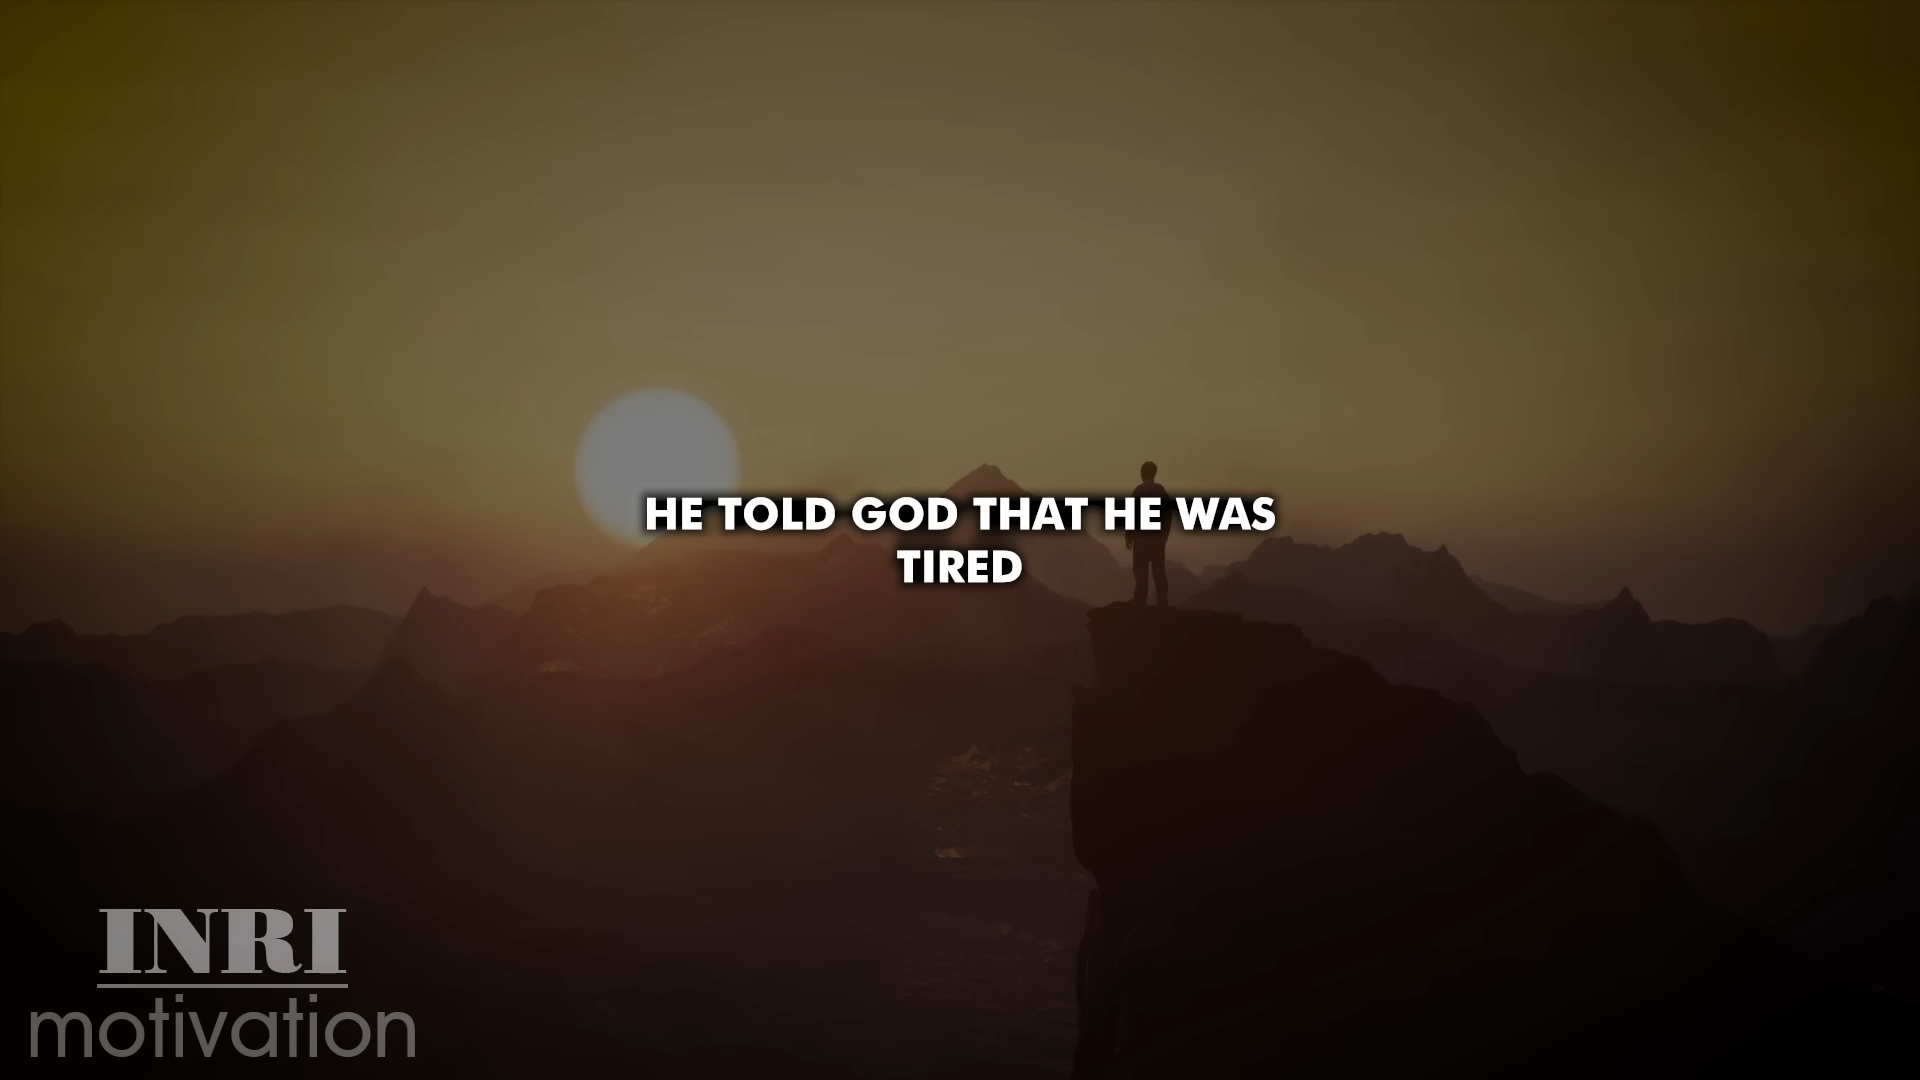 HE TOLD GOD THAT HE WAS
TIRED
INRI
motivation